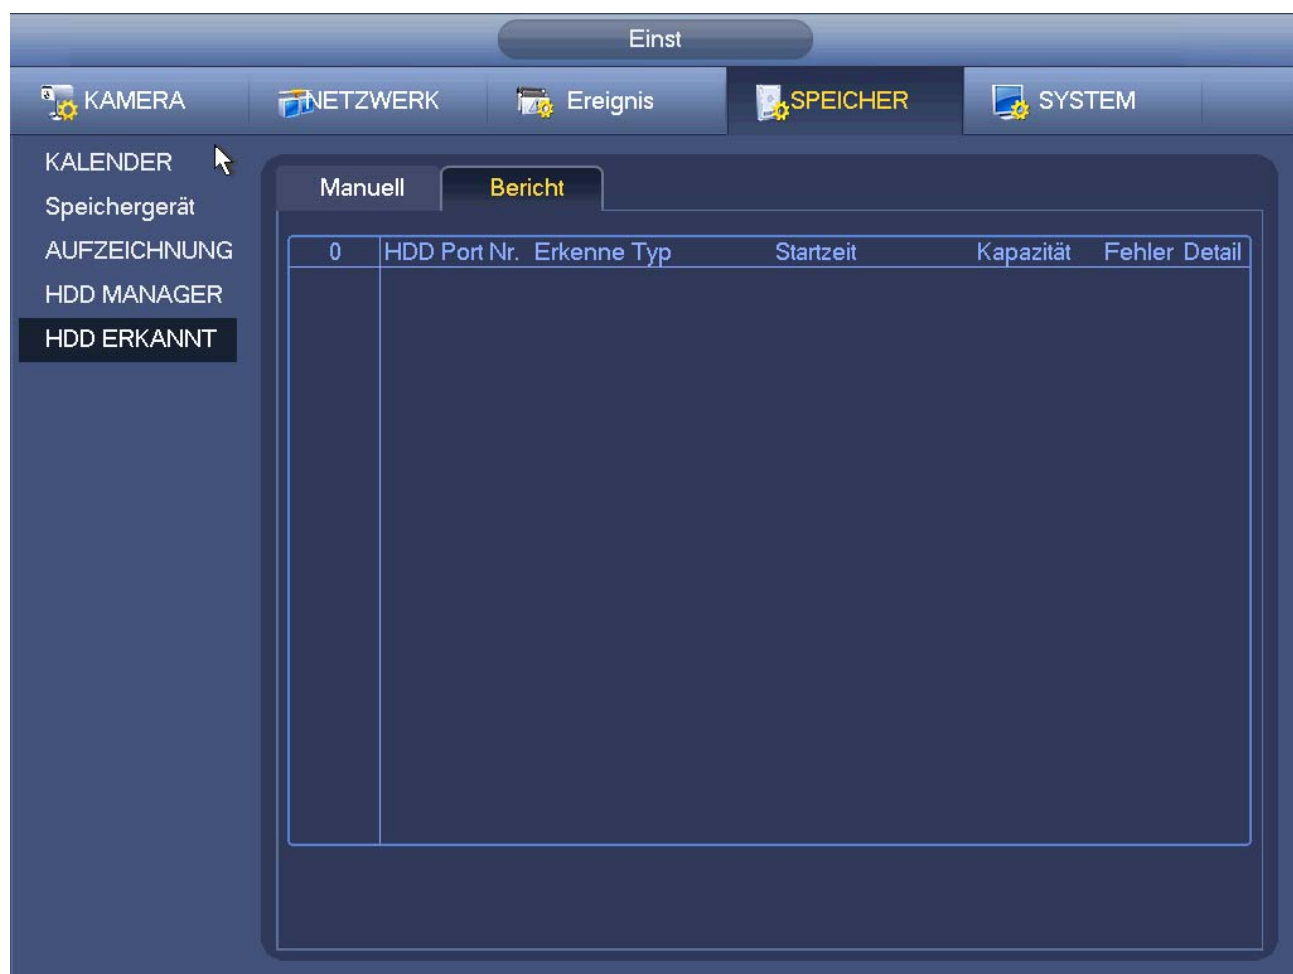 Einst
KAMERA NETZWERK Ereignis SPEICHER SYSTEM
KALENDER
Speichergerät
AUFZEICHNUNG
HDD MANAGER
HDD ERKANNT
Manuell Bericht
0 HDD Port Nr. Erkenne Typ Startzeit Kapazität Fehler Detail